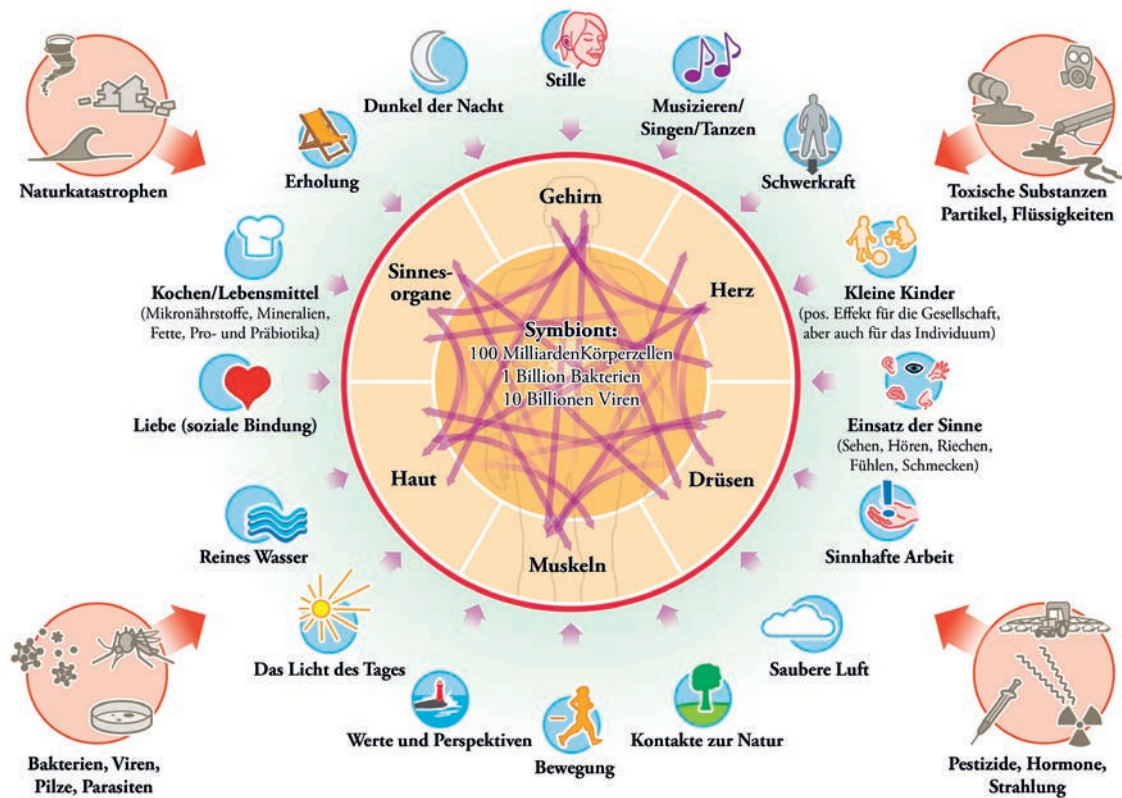 Stille
Dunkel der Nacht
Musizieren/
Singen/Tanzen
Naturkatastrophen
Erholung
Schwerkraft
Toxische Substanzen
Partikel, Flüssigkeiten
Gehirn
Sinnes-
organe
Herz
Kochen/Lebensmittel
(Mikronährstoffe, Mineralien,
Fette, Pro- und Präbiotika)
Kleine Kinder
(pos. Effekt für die Gesellschaft,
aber auch für das Individuum)
Symbiont:
100 MilliardenKörperzellen
1 Billion Bakterien
10 Billionen Viren
Liebe (soziale Bindung)
Einsatz der Sinne
(Sehen, Hören, Riechen,
Fühlen, Schmecken)
Haut
Drüsen
Reines Wasser
Sinnhafte Arbeit
Muskeln
Das Licht des Tages
Saubere Luft
Werte und Perspektiven
Kontakte zur Natur
Bewegung
Bakterien, Viren,
Pilze, Parasiten
Pestizide, Hormone,
Strahlung